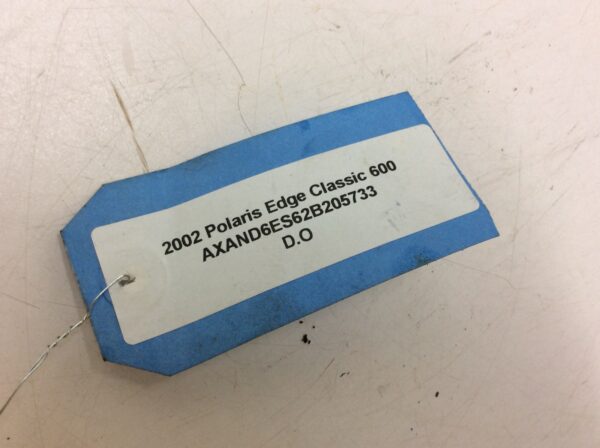 2002 Polaris Edge Classic 600
AXAND6ES62B205733
D.O